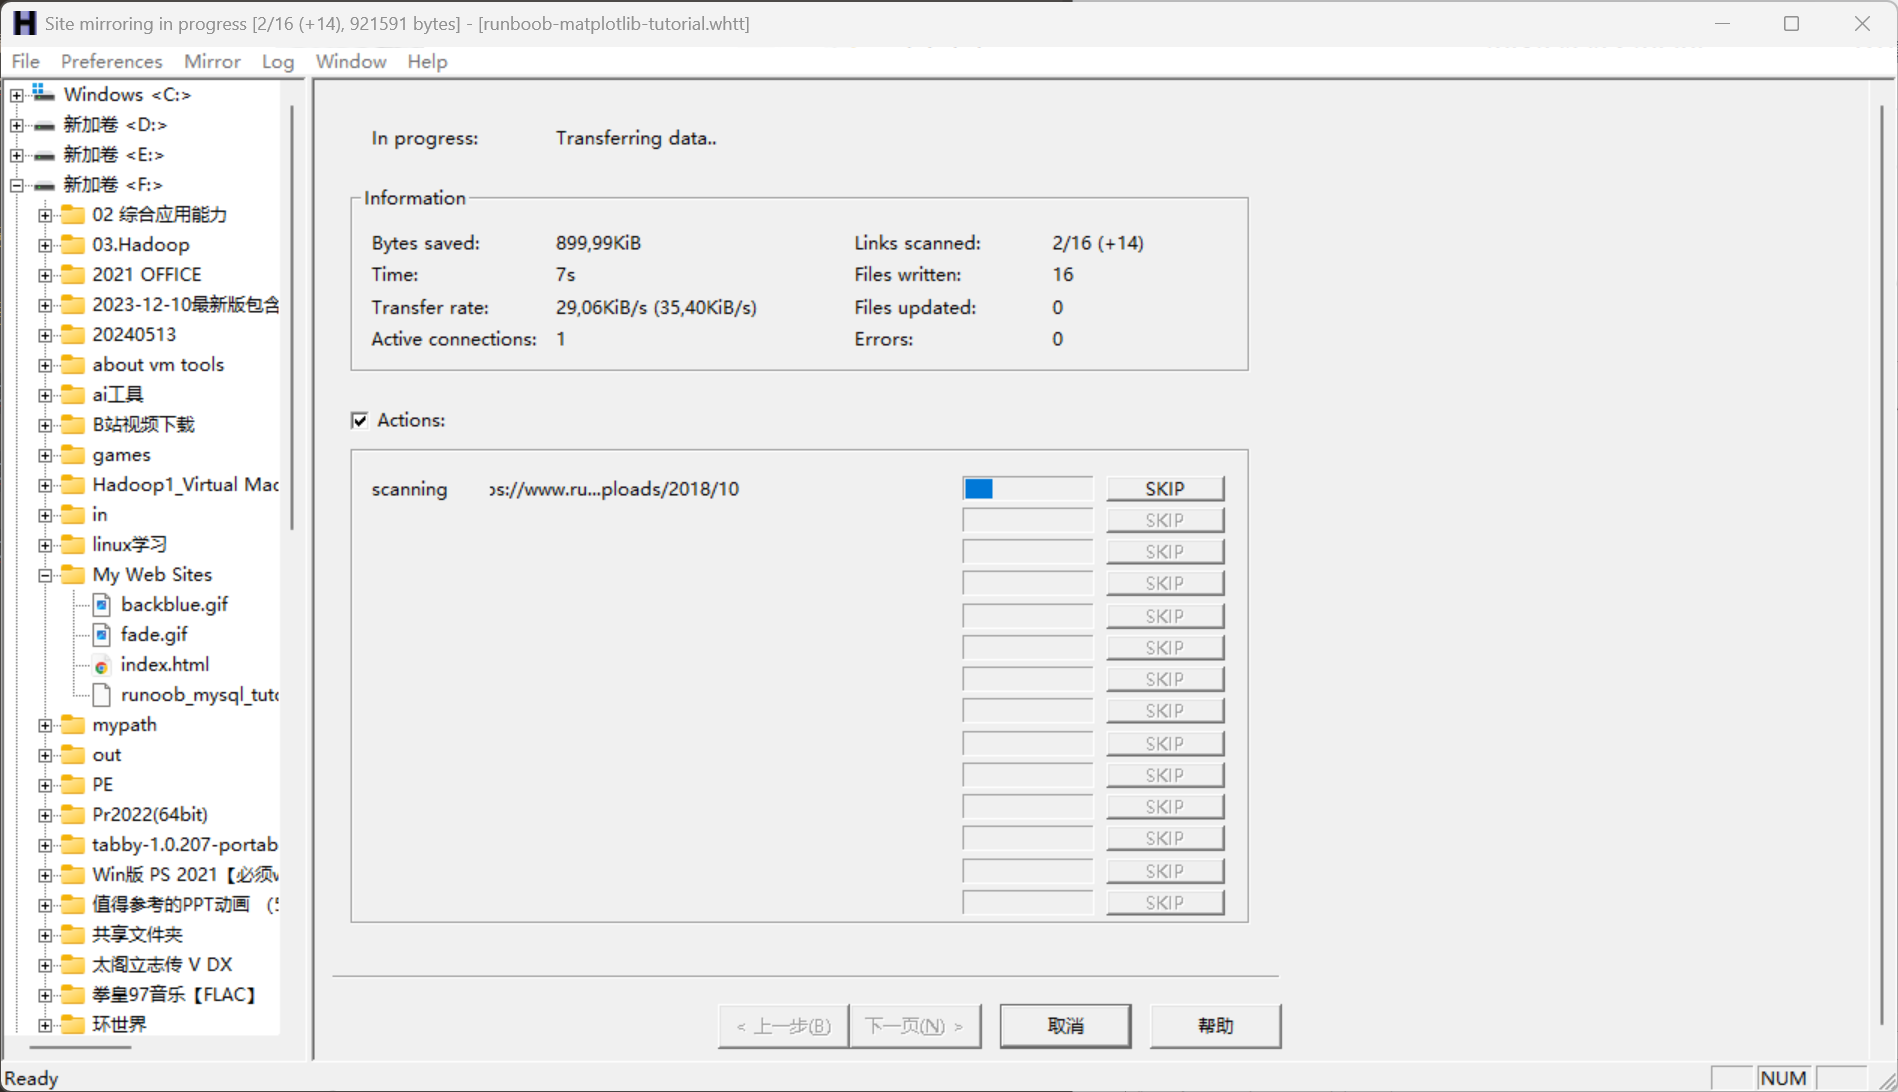 Site mirroring in progress [2/16 (+14), 921591 bytes] - [runboob-matplotlib-tutorial.whtt]
File Preferences Mirror Log Window Help
Windows <C:>
新加卷 <D:>
新加卷 <E:>
新加卷 <F:>
02 综合应用能力
03.Hadoop
2021 OFFICE
2023-12-10最新版包含
20240513
about vm tools
ai工具
B站视频下载
games
Hadoop1_Virtual Mac
in
linux学习
My Web Sites
backblue.gif
fade.gif
index.html
runoob_mysql_tuto
mypath
out
PE
Pr2022(64bit)
tabby-1.0.207-portab
Win版 PS 2021【必须v
值得参考的PPT动画 （5
共享文件夹
太阁立志传 V DX
拳皇97音乐【FLAC】
环世界
In progress: Transferring data..
Information
Bytes saved: 899,99KiB Links scanned: 2/16 (+14)
Time: 7s Files written: 16
Transfer rate: 29,06KiB/s (35,40KiB/s) Files updated: 0
Active connections: 1 Errors: 0
Actions:
scanning ps://www.ru...ploads/2018/10 SKIP
SKIP
SKIP
SKIP
SKIP
SKIP
SKIP
SKIP
SKIP
SKIP
SKIP
SKIP
SKIP
SKIP
< 上一步(B) 下一页(N) > 取消 帮助
Ready NUM